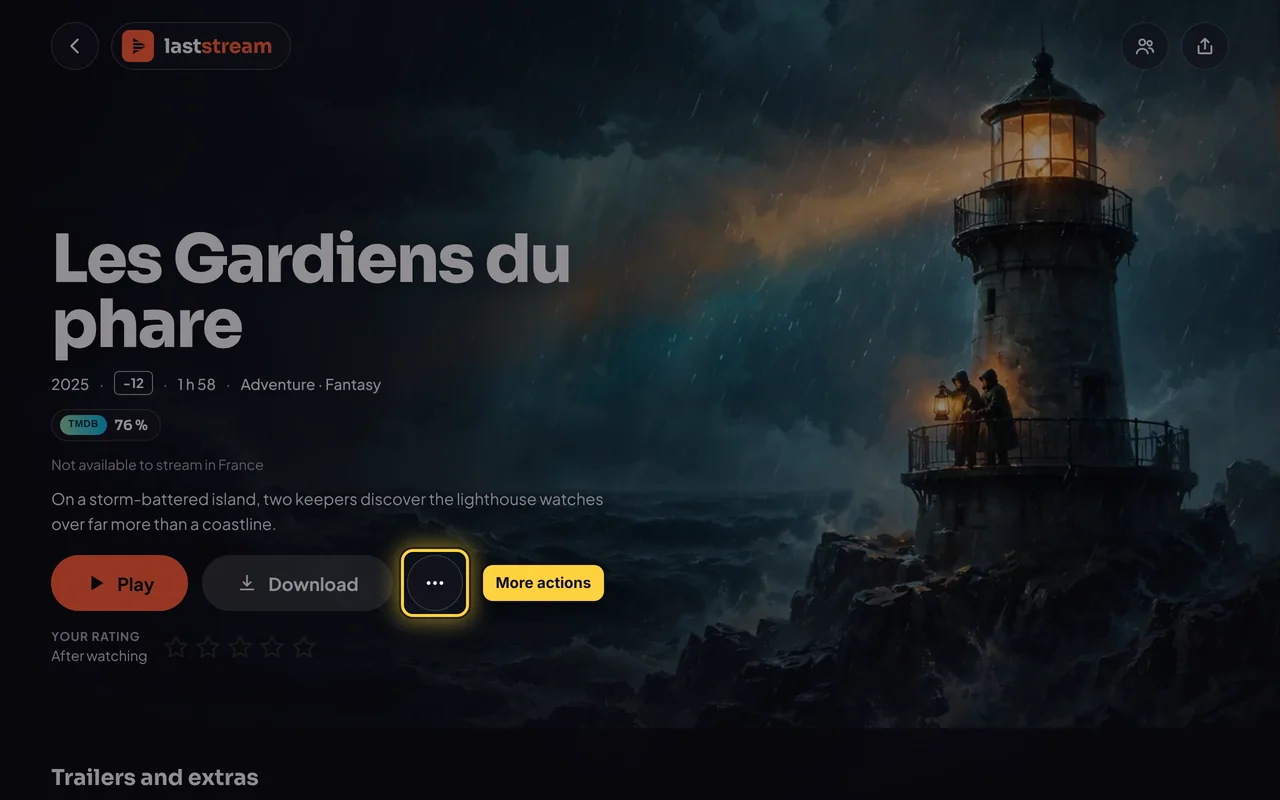 laststream
Les Gardiens du
phare
2025 · -12 · 1 h 58 · Adventure · Fantasy
TMDB 76 %
Not available to stream in France
On a storm-battered island, two keepers discover the lighthouse watches
over far more than a coastline.
Play Download ··· More actions
YOUR RATING
After watching
Trailers and extras